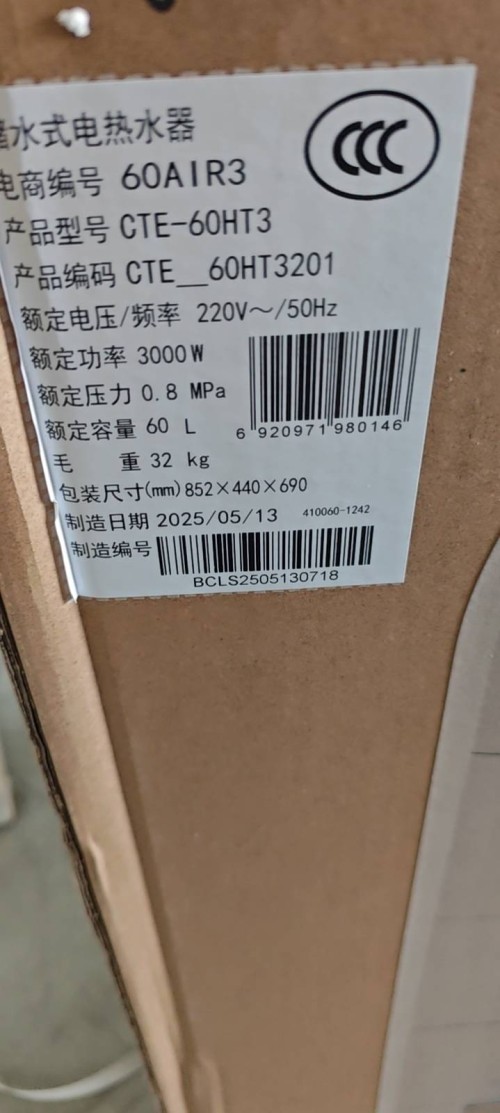 储水式电热水器
CCC
电商编号 60AIR3
产品型号 CTE-60HT3
产品编码 CTE__60HT3201
额定电压/频率 220V～/50Hz
额定功率 3000W
额定压力 0.8 MPa
额定容量 60 L
6 920971 980146
毛 重 32 kg
包装尺寸(mm) 852×440×690
制造日期 2025/05/13 410060-1242
制造编号
BCLS2505130718